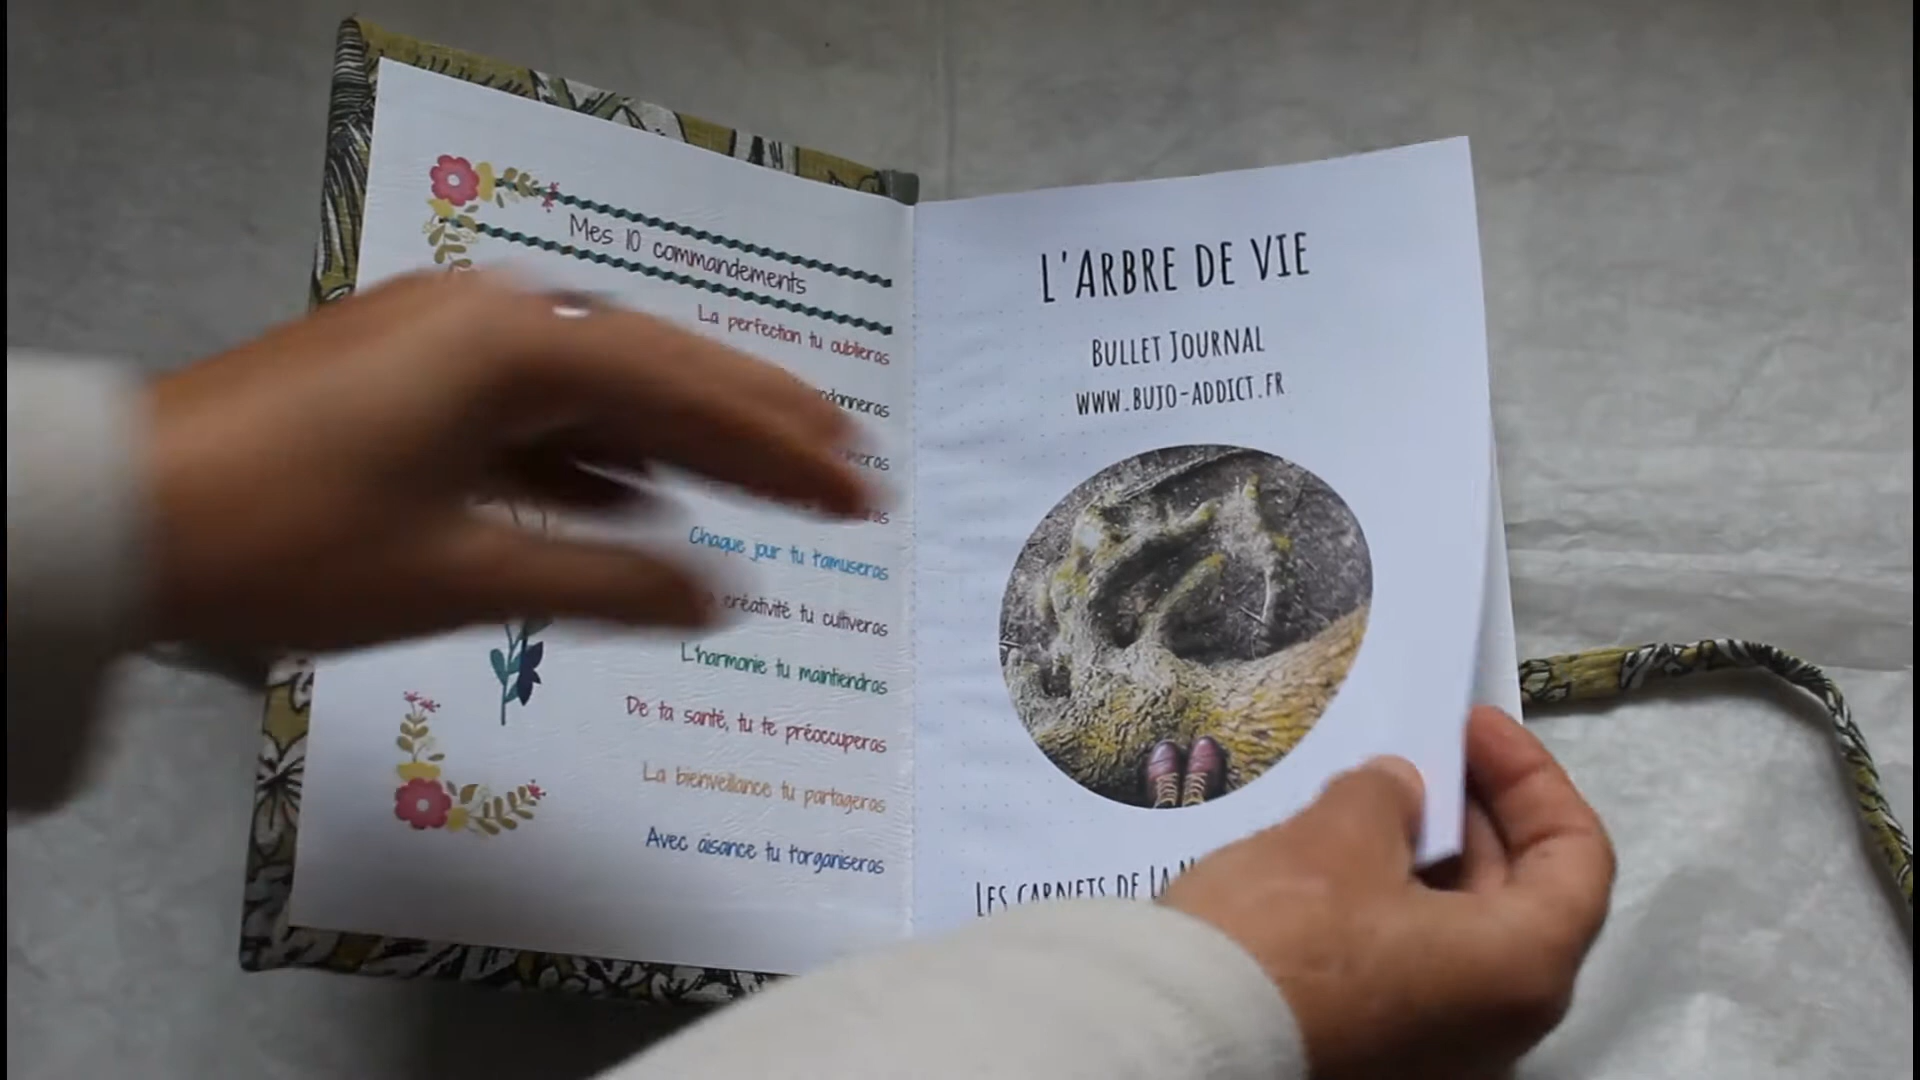 Mes 10 commandements
La perfection tu oublieras
Chaque jour tu t'amuseras
créativité tu cultiveras
L'harmonie tu maintiendras
De ta santé, tu te préoccuperas
La bienveillance tu partageras
Avec aisance tu t'organiseras
L'ARBRE DE VIE
BULLET JOURNAL
WWW.BUJO-ADDICT.FR
LES CARNETS DE LA